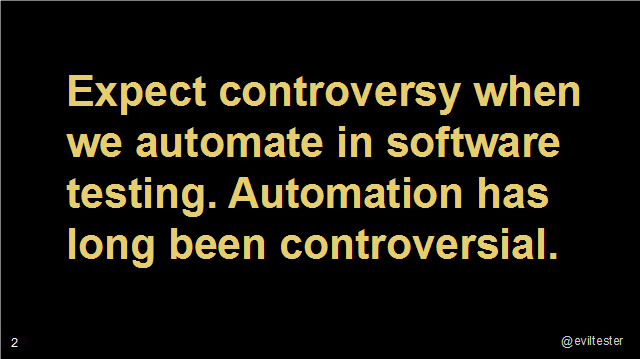 Expect controversy when
we automate in software
testing. Automation has
long been controversial.
2
@eviltester